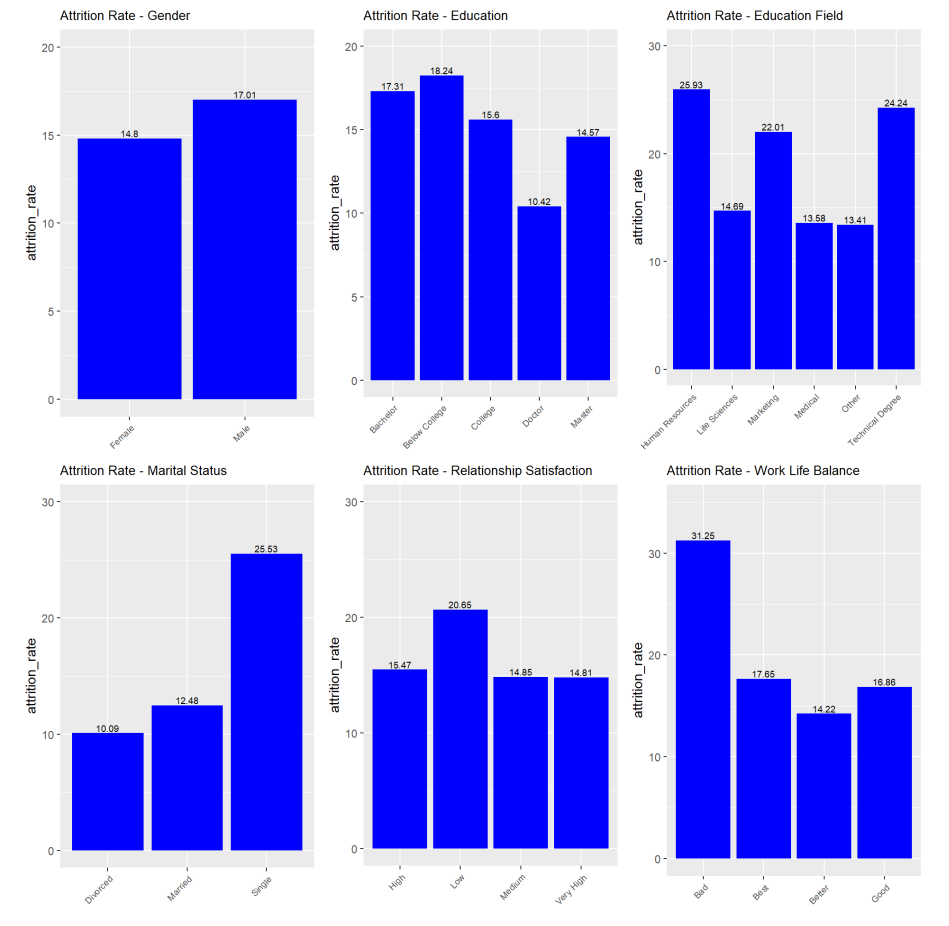 Attrition Rate - Gender
attrition_rate
20
15
10
5
0
14.8
17.01
Female
Male
Attrition Rate - Education
attrition_rate
20
15
10
5
0
17.31
18.24
15.6
10.42
14.57
Bachelor
Below College
College
Doctor
Master
Attrition Rate - Education Field
attrition_rate
30
20
10
0
25.93
14.69
22.01
13.58
13.41
24.24
Human Resources
Life Sciences
Marketing
Medical
Other
Technical Degree
Attrition Rate - Marital Status
attrition_rate
30
20
10
0
10.09
12.48
25.53
Divorced
Married
Single
Attrition Rate - Relationship Satisfaction
attrition_rate
30
20
10
0
15.47
20.65
14.85
14.81
High
Low
Medium
Very High
Attrition Rate - Work Life Balance
attrition_rate
30
20
10
0
31.25
17.65
14.22
16.86
Bad
Best
Better
Good